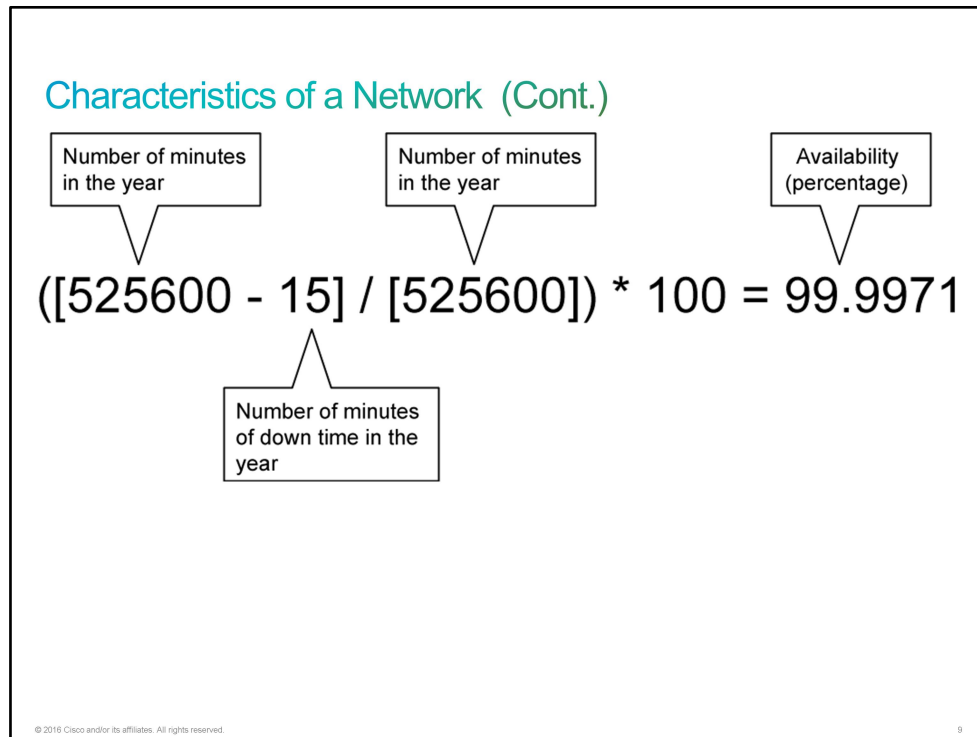 Characteristics of a Network (Cont.)
Number of minutes
in the year
Number of minutes
in the year
Availability
(percentage)
([525600 - 15] / [525600]) * 100 = 99.9971
Number of minutes
of down time in the
year
© 2016 Cisco and/or its affiliates. All rights reserved.
9